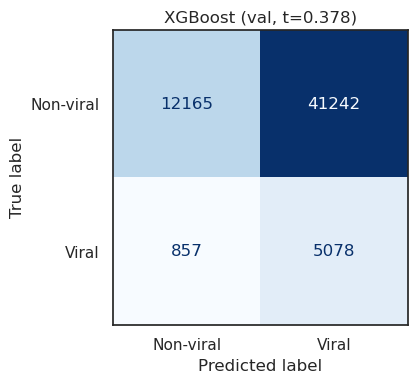 XGBoost (val, t=0.378)
Non-viral
12165
41242
True label
Viral
857
5078
Non-viral
Viral
Predicted label